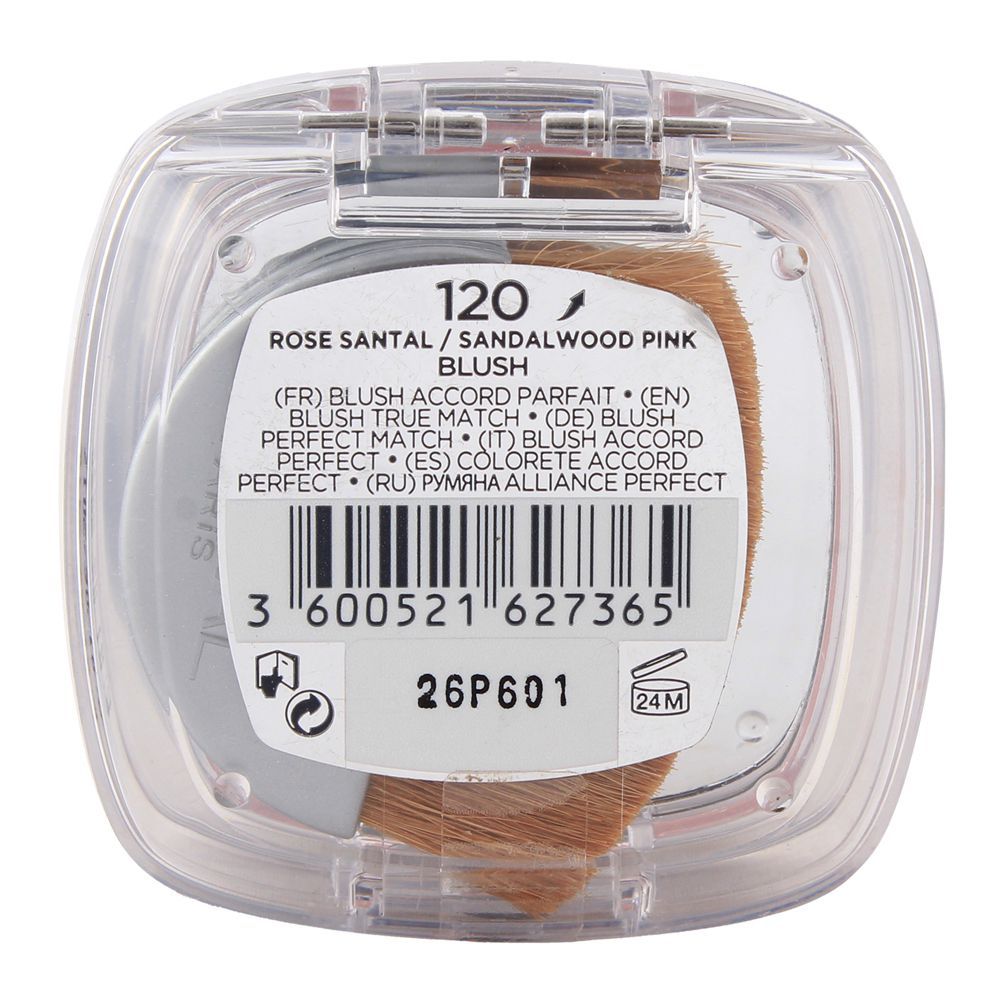 120
ROSE SANTAL / SANDALWOOD PINK
BLUSH
(FR) BLUSH ACCORD PARFAIT • (EN)
BLUSH TRUE MATCH • (DE) BLUSH
PERFECT MATCH • (IT) BLUSH ACCORD
PERFECT • (ES) COLORETE ACCORD
PERFECT • (RU) РУМЯНА ALLIANCE PERFECT
3 600521 627365
26P601
24M